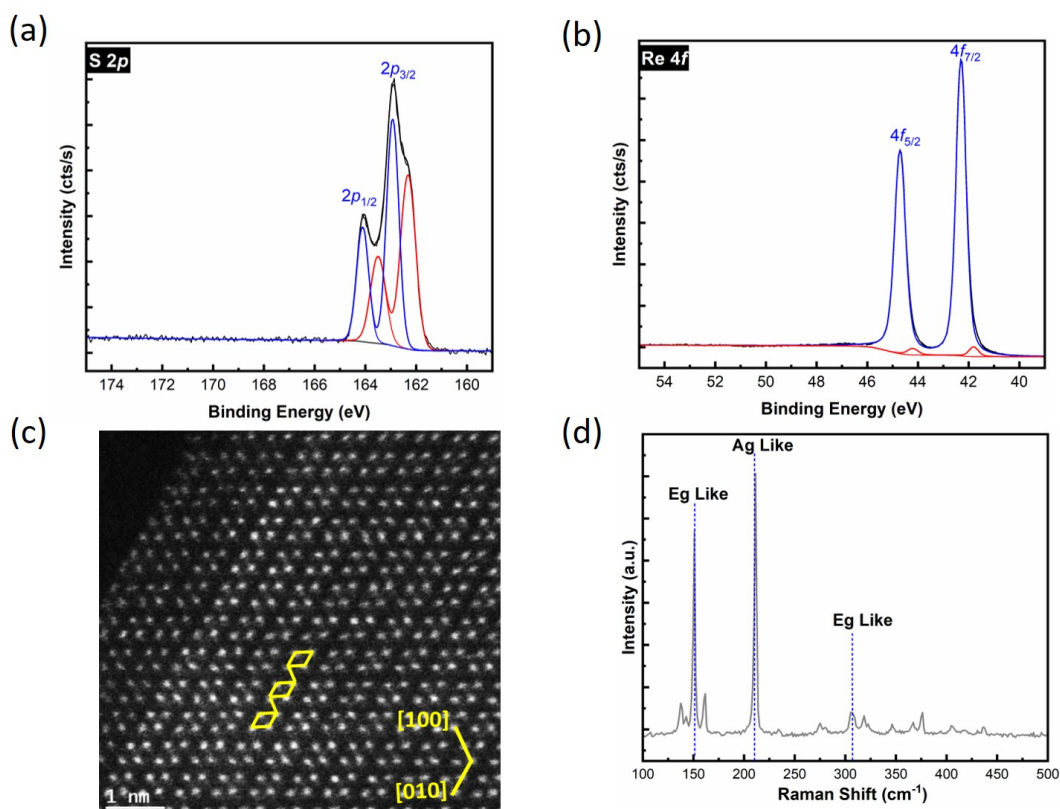 (a)
S 2p
2p3/2
2p1/2
Intensity (cts/s)
174 172 170 168 166 164 162 160
Binding Energy (eV)
(b)
Re 4f
4f7/2
4f5/2
Intensity (cts/s)
54 52 50 48 46 44 42 40
Binding Energy (eV)
(c)
[100]
[010]
1 nm
(d)
Ag Like
Eg Like
Eg Like
Intensity (a.u.)
100 150 200 250 300 350 400 450 500
Raman Shift (cm-1)